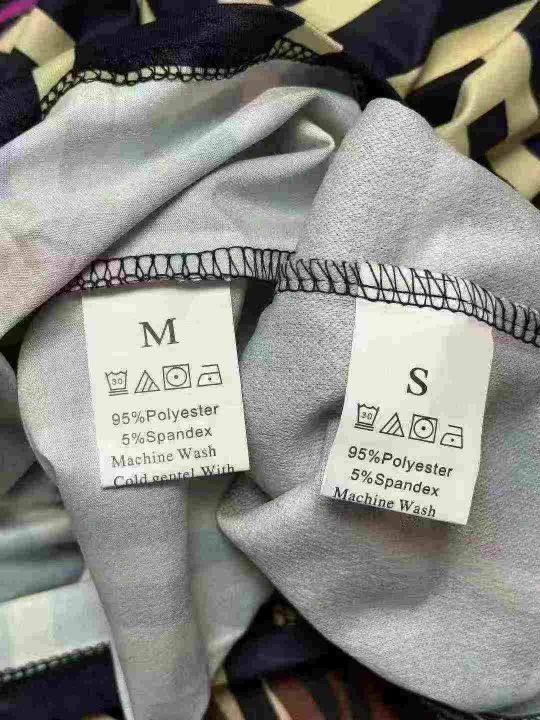 M
30
95%Polyester
5%Spandex
Machine Wash
Cold gentel With
S
30
95%Polyester
5%Spandex
Machine Wash